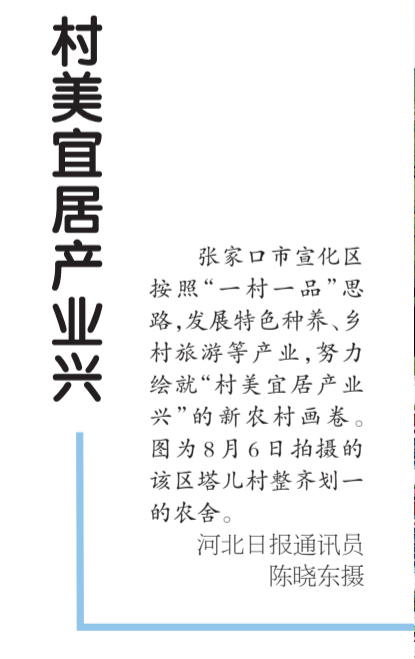 村美宜居产业兴
张家口市宣化区
按照“一村一品”思
路,发展特色种养、乡
村旅游等产业,努力
绘就“村美宜居产业
兴”的新农村画卷。
图为8月6日拍摄的
该区塔儿村整齐划一
的农舍。
河北日报通讯员
陈晓东摄